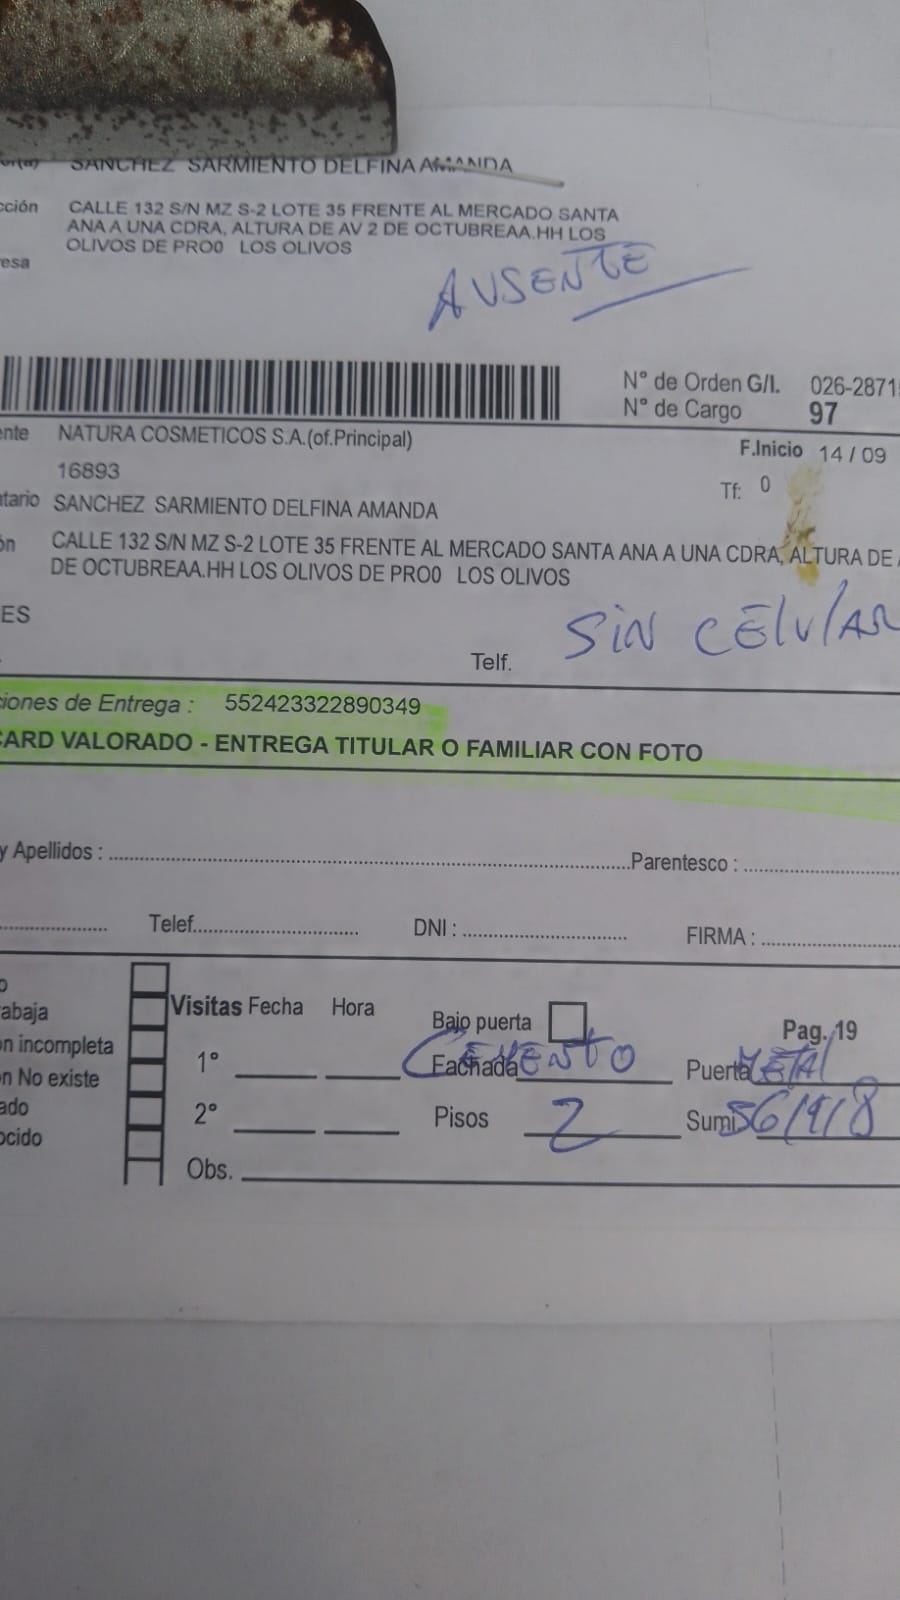 SANCHEZ SARMIENTO DELFINA AMANDA
cción CALLE 132 S/N MZ S-2 LOTE 35 FRENTE AL MERCADO SANTA
ANA A UNA CDRA, ALTURA DE AV 2 DE OCTUBREAA.HH LOS
OLIVOS DE PRO0 LOS OLIVOS
esa
AUSENTE
N° de Orden G/I. 026-2871
N° de Cargo 97
ente NATURA COSMETICOS S.A.(of.Principal)
F.Inicio 14 / 09
16893
Tf: 0
tario SANCHEZ SARMIENTO DELFINA AMANDA
ón CALLE 132 S/N MZ S-2 LOTE 35 FRENTE AL MERCADO SANTA ANA A UNA CDRA, ALTURA DE
DE OCTUBREAA.HH LOS OLIVOS DE PRO0 LOS OLIVOS
ES
Telf. SIN CELULAR
ciones de Entrega : 552423322890349
CARD VALORADO - ENTREGA TITULAR O FAMILIAR CON FOTO
y Apellidos : Parentesco :
Telef. DNI : FIRMA :
o
abaja
n incompleta
n No existe
ado
ocido
Visitas Fecha Hora
1°
2°
Obs.
Bajo puerta
Pag. 19
Fachada CEMENTO Puerta METAL
Pisos 2 Sumi